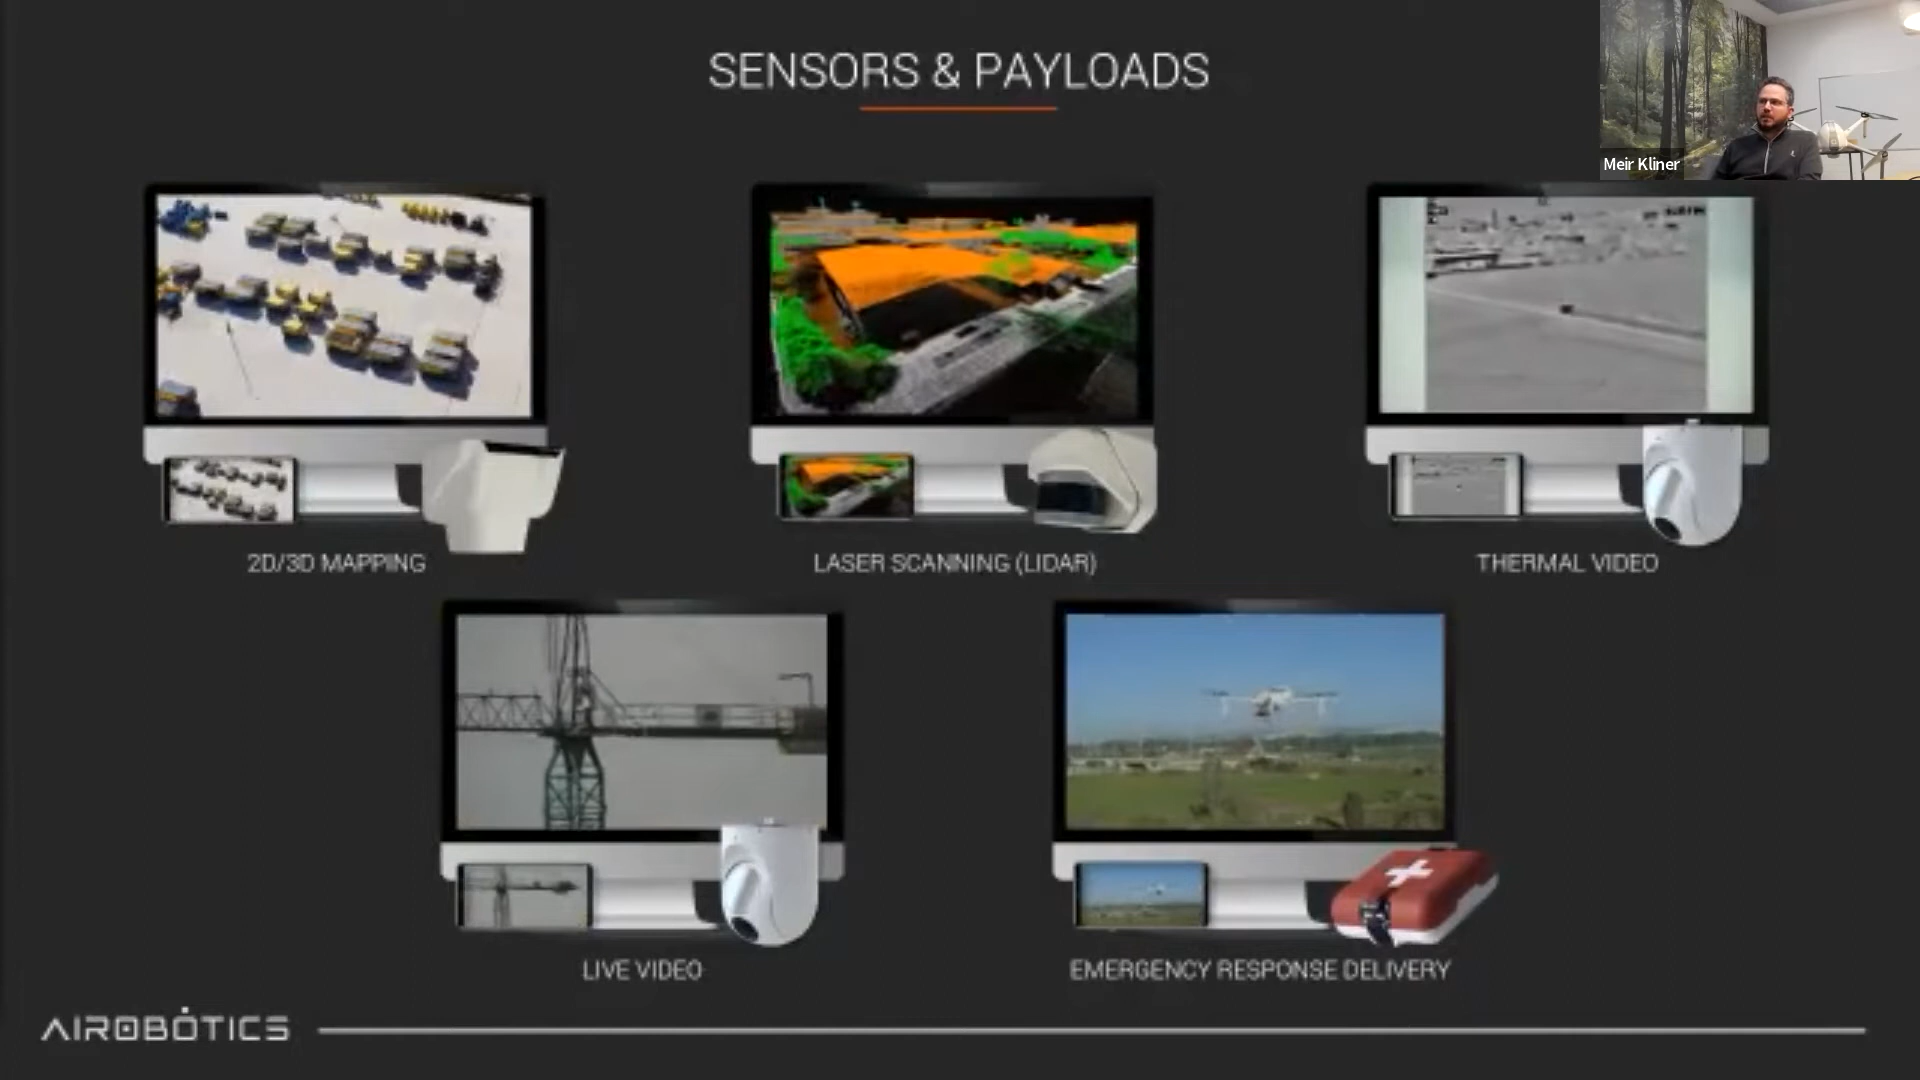 SENSORS & PAYLOADS
Meir Kliner
2D/3D MAPPING
LASER SCANNING (LIDAR)
THERMAL VIDEO
LIVE VIDEO
EMERGENCY RESPONSE DELIVERY
AIROBOTICS